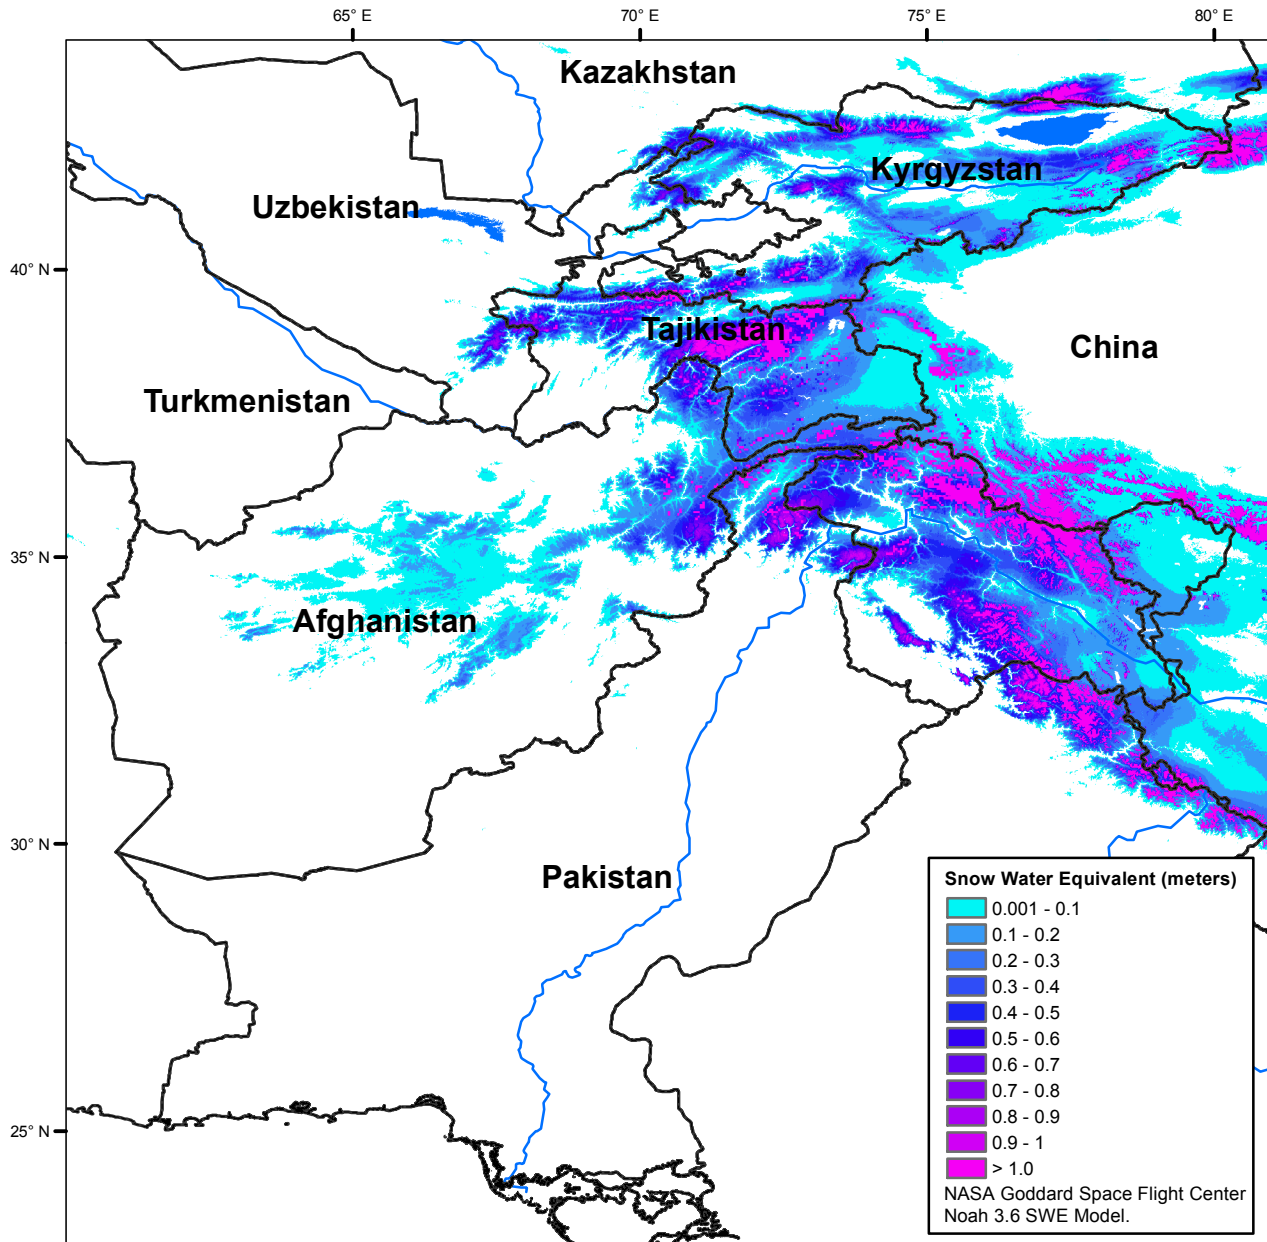 65° E
70° E
75° E
80° E
Kazakhstan
Kyrgyzstan
Uzbekistan
40° N
Tajikistan
China
Turkmenistan
35° N
Afghanistan
30° N
Pakistan
25° N
Snow Water Equivalent (meters)
0.001 - 0.1
0.1 - 0.2
0.2 - 0.3
0.3 - 0.4
0.4 - 0.5
0.5 - 0.6
0.6 - 0.7
0.7 - 0.8
0.8 - 0.9
0.9 - 1
> 1.0
NASA Goddard Space Flight Center
Noah 3.6 SWE Model.